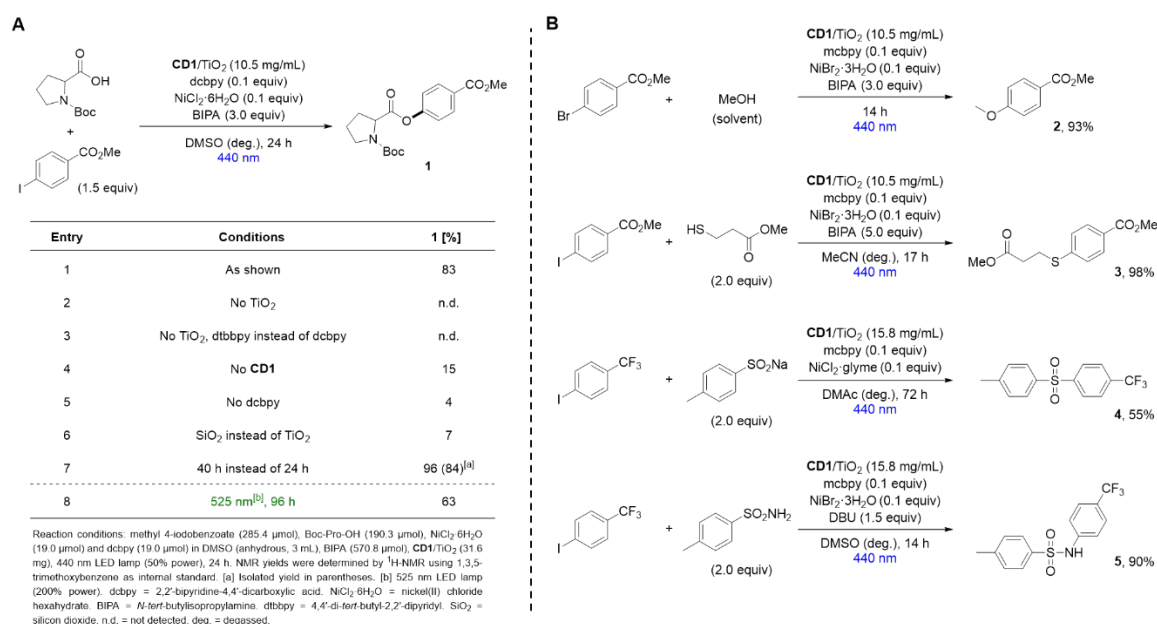 A
O
OH
N
Boc
+
CO2Me
I
(1.5 equiv)
CD1/TiO2 (10.5 mg/mL)
dcbpy (0.1 equiv)
NiCl2·6H2O (0.1 equiv)
BIPA (3.0 equiv)
DMSO (deg.), 24 h
440 nm
CO2Me
O
O
N
Boc
1
Entry Conditions 1 [%]
1 As shown 83
2 No TiO2 n.d.
3 No TiO2, dtbbpy instead of dcbpy n.d.
4 No CD1 15
5 No dcbpy 4
6 SiO2 instead of TiO2 7
7 40 h instead of 24 h 96 (84)[a]
8 525 nm[b], 96 h 63
Reaction conditions: methyl 4-iodobenzoate (285.4 µmol), Boc-Pro-OH (190.3 µmol), NiCl2·6H2O
(19.0 µmol) and dcbpy (19.0 µmol) in DMSO (anhydrous, 3 mL), BIPA (570.8 µmol), CD1/TiO2 (31.6
mg), 440 nm LED lamp (50% power), 24 h. NMR yields were determined by 1H-NMR using 1,3,5-
trimethoxybenzene as internal standard. [a] Isolated yield in parentheses. [b] 525 nm LED lamp
(200% power). dcbpy = 2,2'-bipyridine-4,4'-dicarboxylic acid. NiCl2·6H2O = nickel(II) chloride
hexahydrate. BIPA = N-tert-butylisopropylamine. dtbbpy = 4,4'-di-tert-butyl-2,2'-dipyridyl. SiO2 =
silicon dioxide. n.d. = not detected. deg. = degassed.
B
CO2Me
Br
+
MeOH
(solvent)
CD1/TiO2 (10.5 mg/mL)
mcbpy (0.1 equiv)
NiBr2·3H2O (0.1 equiv)
BIPA (3.0 equiv)
14 h
440 nm
CO2Me
O
2, 93%
CO2Me
I
+
HS
OMe
O
(2.0 equiv)
CD1/TiO2 (10.5 mg/mL)
mcbpy (0.1 equiv)
NiBr2·3H2O (0.1 equiv)
BIPA (5.0 equiv)
MeCN (deg.), 17 h
440 nm
CO2Me
O
MeO
S
3, 98%
CF3
I
+
SO2Na
(2.0 equiv)
CD1/TiO2 (15.8 mg/mL)
mcbpy (0.1 equiv)
NiCl2·glyme (0.1 equiv)
DMAc (deg.), 72 h
440 nm
O
S
O
CF3
4, 55%
CF3
I
+
SO2NH2
(2.0 equiv)
CD1/TiO2 (15.8 mg/mL)
mcbpy (0.1 equiv)
NiBr2·3H2O (0.1 equiv)
DBU (1.5 equiv)
DMSO (deg.), 14 h
440 nm
CF3
O
S
NH
O
5, 90%